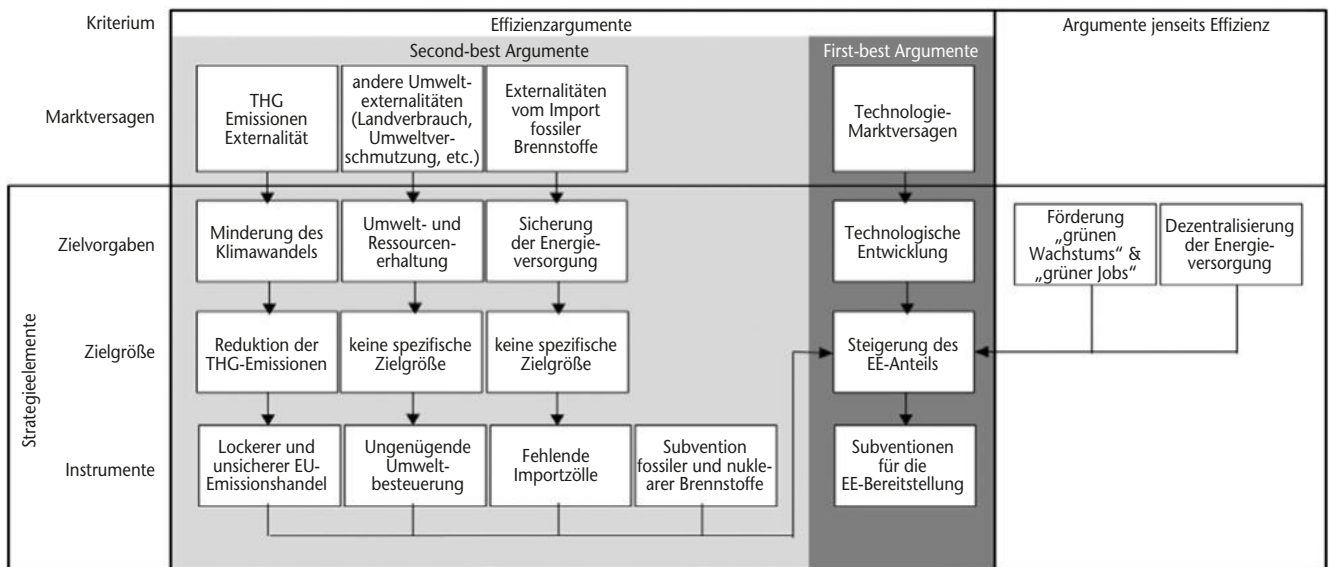 Kriterium
Effizienzargumente
Argumente jenseits Effizienz
Second-best Argumente
First-best Argumente
Marktversagen
THG
Emissionen
Externalität
andere Umwelt-
externalitäten
(Landverbrauch,
Umweltver-
schmutzung, etc.)
Externalitäten
vom Import
fossiler
Brennstoffe
Technologie-
Marktversagen
Strategieelemente
Zielvorgaben
Minderung des
Klimawandels
Umwelt- und
Ressourcen-
erhaltung
Sicherung
der Energie-
versorgung
Technologische
Entwicklung
Förderung
„grünen
Wachstums“ &
„grüner Jobs“
Dezentralisierung
der Energie-
versorgung
Zielgröße
Reduktion der
THG-Emissionen
keine spezifische
Zielgröße
keine spezifische
Zielgröße
Steigerung des
EE-Anteils
Instrumente
Lockerer und
unsicherer EU-
Emissionshandel
Ungenügende
Umwelt-
besteuerung
Fehlende
Importzölle
Subvention
fossiler und nukle-
arer Brennstoffe
Subventionen
für die
EE-Bereitstellung